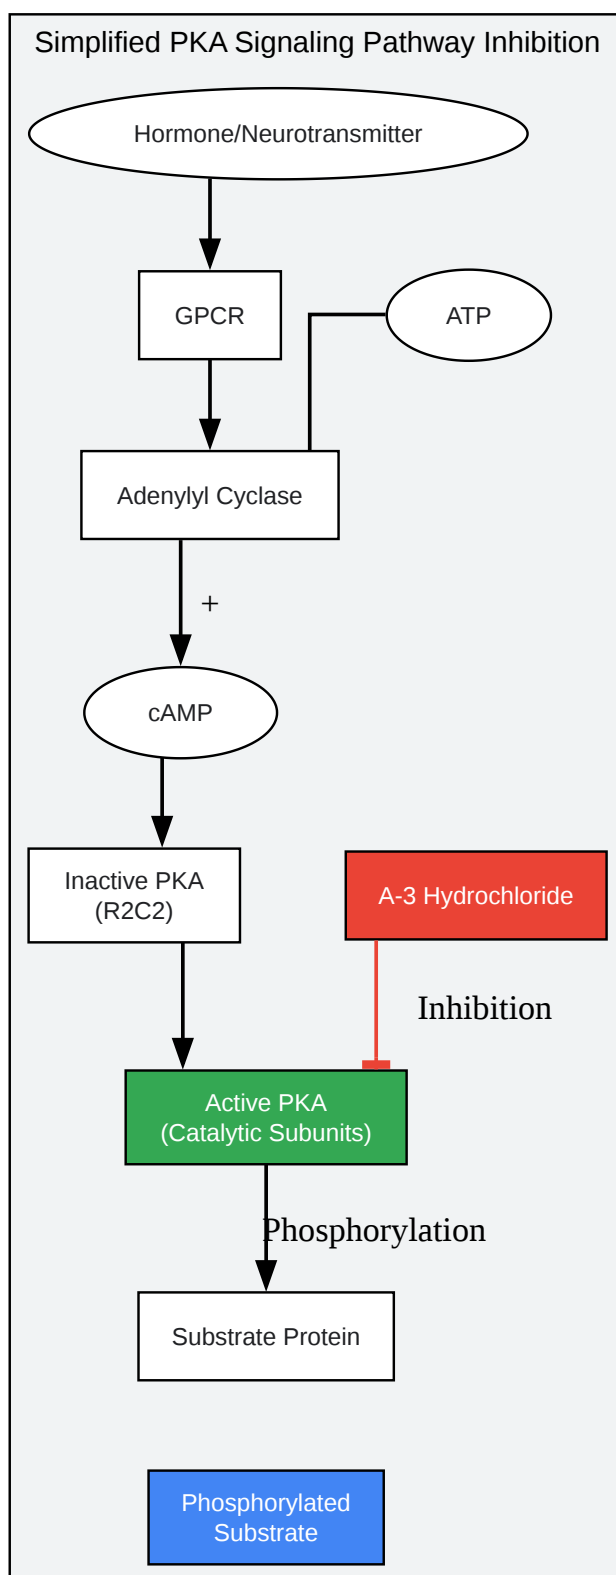 Simplified PKA Signaling Pathway Inhibition
Hormone/Neurotransmitter
GPCR
ATP
Adenylyl Cyclase
+
cAMP
Inactive PKA
(R2C2)
A-3 Hydrochloride
Inhibition
Active PKA
(Catalytic Subunits)
Phosphorylation
Substrate Protein
Phosphorylated
Substrate